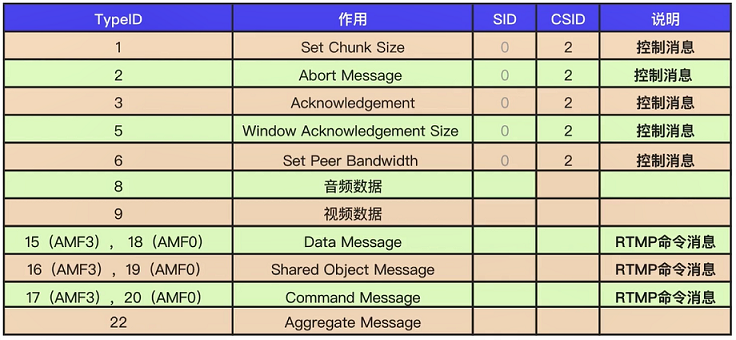 TypeID 作用 SID CSID 说明
1 Set Chunk Size 0 2 控制消息
2 Abort Message 0 2 控制消息
3 Acknowledgement 0 2 控制消息
5 Window Acknowledgement Size 0 2 控制消息
6 Set Peer Bandwidth 0 2 控制消息
8 音频数据
9 视频数据
15（AMF3），18（AMF0） Data Message RTMP命令消息
16（AMF3），19（AMF0） Shared Object Message RTMP命令消息
17（AMF3），20（AMF0） Command Message RTMP命令消息
22 Aggregate Message